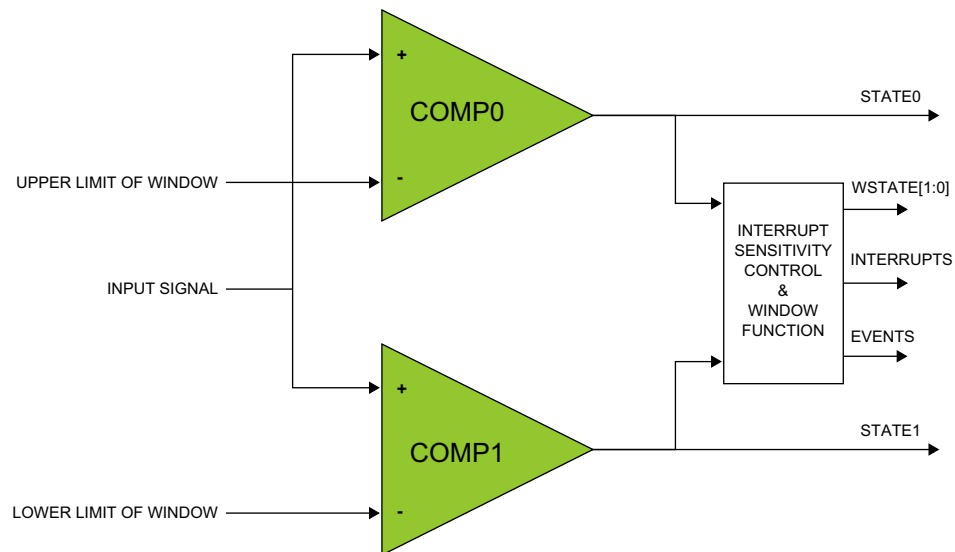 STATE0
+
COMP0
-
UPPER LIMIT OF WINDOW
WSTATE[1:0]
INTERRUPT
SENSITIVITY
CONTROL
&
WINDOW
FUNCTION
INTERRUPTS
INPUT SIGNAL
EVENTS
+
COMP1
-
STATE1
LOWER LIMIT OF WINDOW